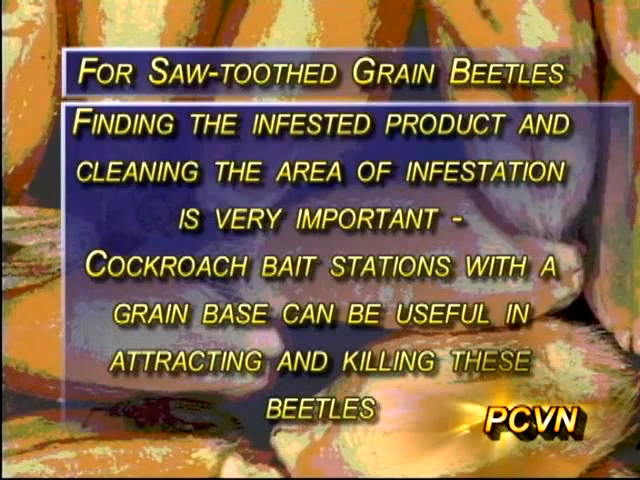 For Saw-toothed Grain Beetles
Finding the infested product and
cleaning the area of infestation
is very important -
Cockroach bait stations with a
grain base can be useful in
attracting and killing these
beetles
PCVN